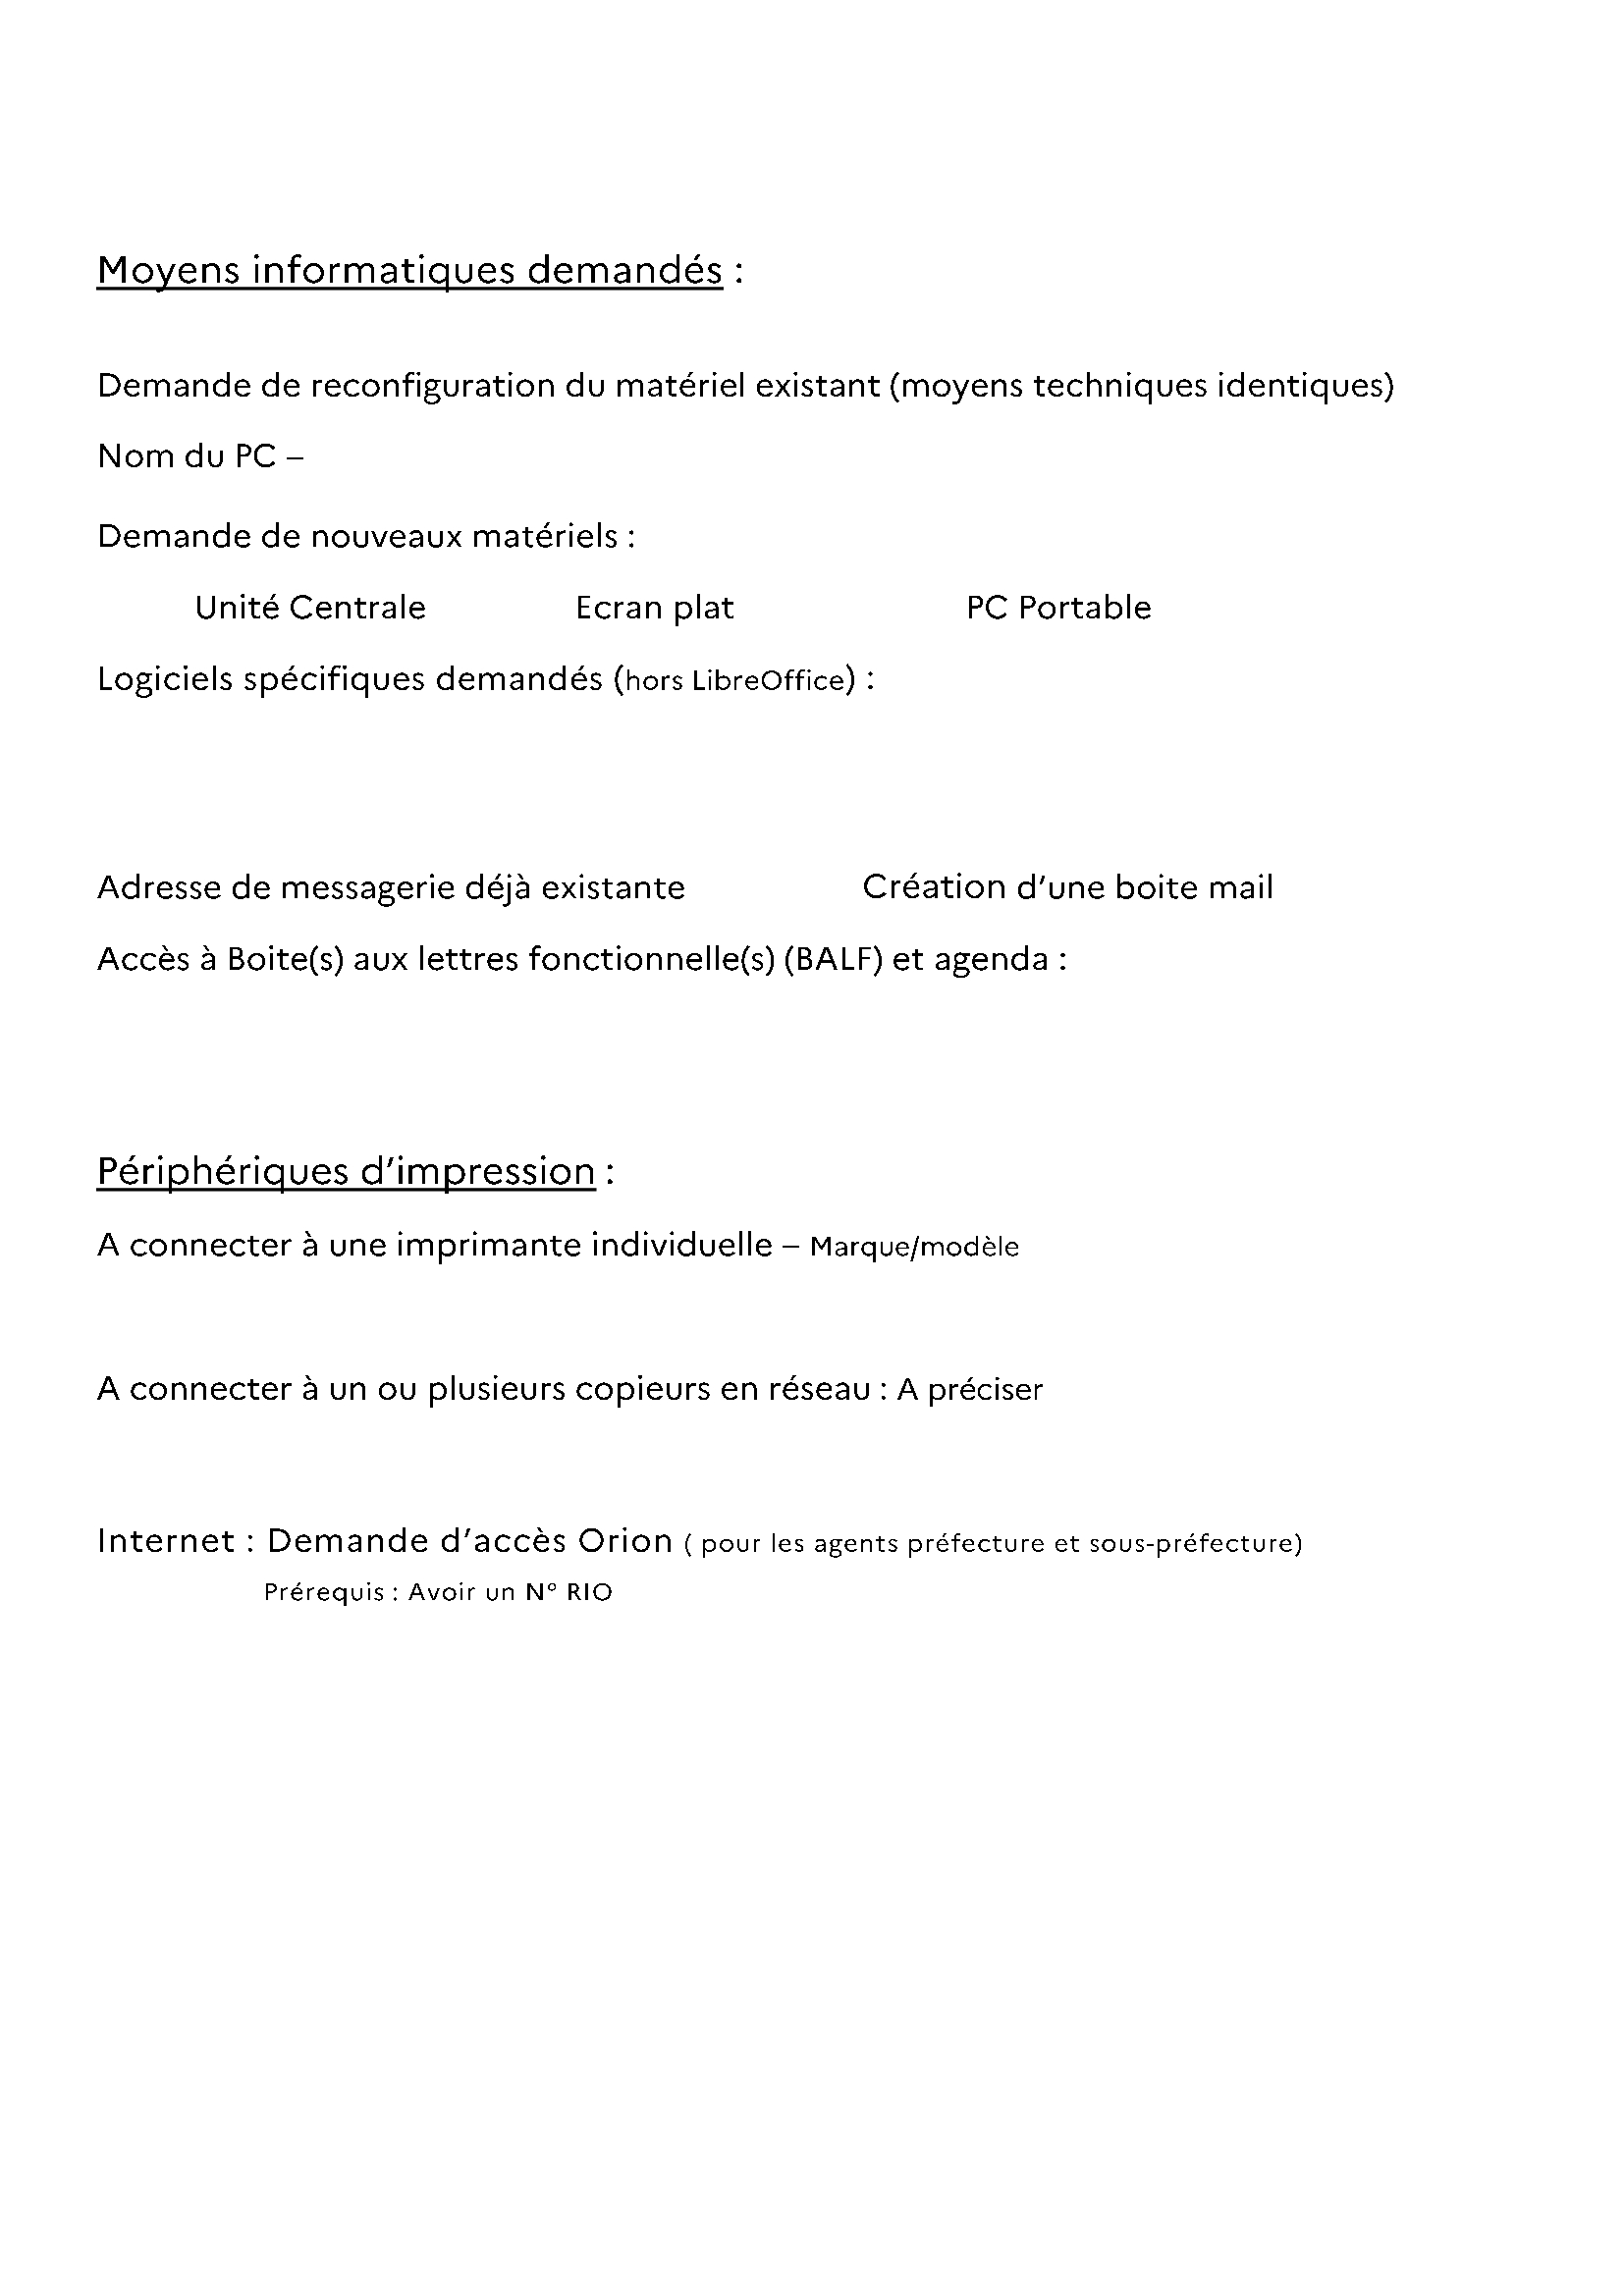 Moyens informatiques demandés :
Demande de reconfiguration du matériel existant (moyens techniques identiques)
Nom du PC –
Demande de nouveaux matériels :
Unité Centrale Ecran plat PC Portable
Logiciels spécifiques demandés (hors LibreOffice) :
Adresse de messagerie déjà existante Création d’une boite mail
Accès à Boite(s) aux lettres fonctionnelle(s) (BALF) et agenda :
Périphériques d’impression :
A connecter à une imprimante individuelle – Marque/modèle
A connecter à un ou plusieurs copieurs en réseau : A préciser
Internet : Demande d’accès Orion ( pour les agents préfecture et sous-préfecture)
Prérequis : Avoir un N° RIO